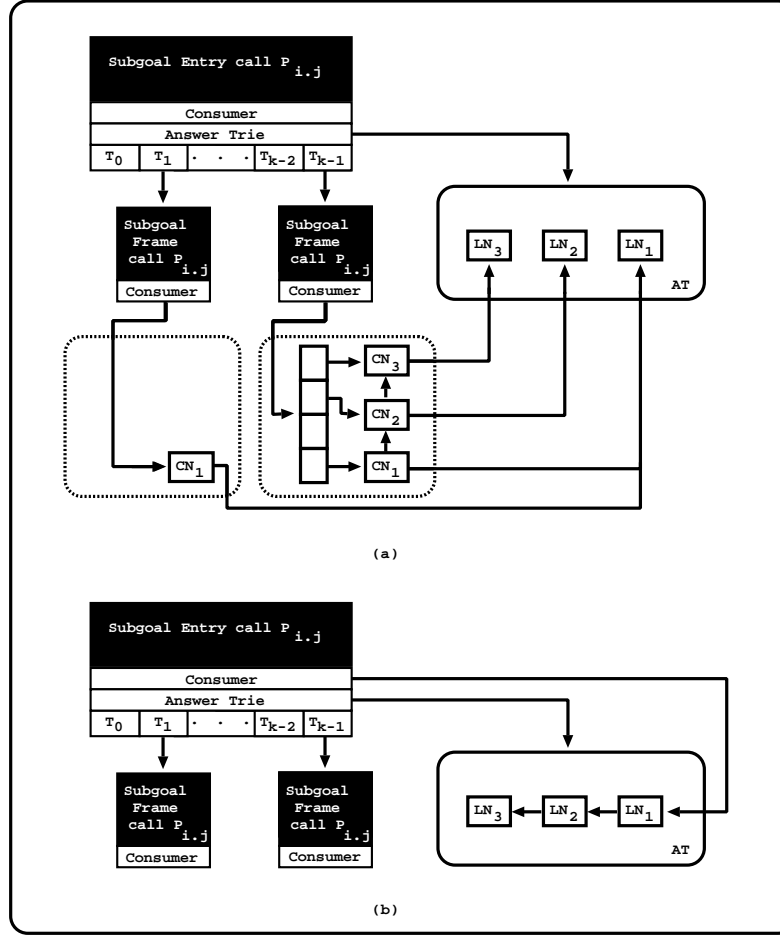 Subgoal Entry call P i.j
Consumer
Answer Trie
T0 T1 . . . Tk-2 Tk-1
Subgoal Frame call P i.j
Consumer
Subgoal Frame call P i.j
Consumer
LN3 LN2 LN1
AT
CN3
CN2
CN1
CN1
(a)
Subgoal Entry call P i.j
Consumer
Answer Trie
T0 T1 . . . Tk-2 Tk-1
Subgoal Frame call P i.j
Consumer
Subgoal Frame call P i.j
Consumer
LN3 LN2 LN1
AT
(b)